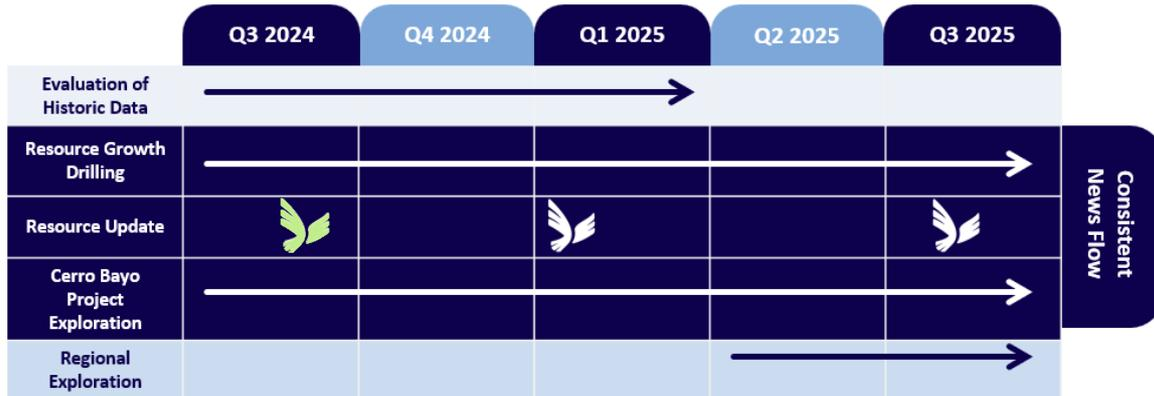 Q3 2024
Q4 2024
Q1 2025
Q2 2025
Q3 2025
Evaluation of
Historic Data
Resource Growth
Drilling
Resource Update
Cerro Bayo
Project
Exploration
Regional
Exploration
Consistent
News Flow